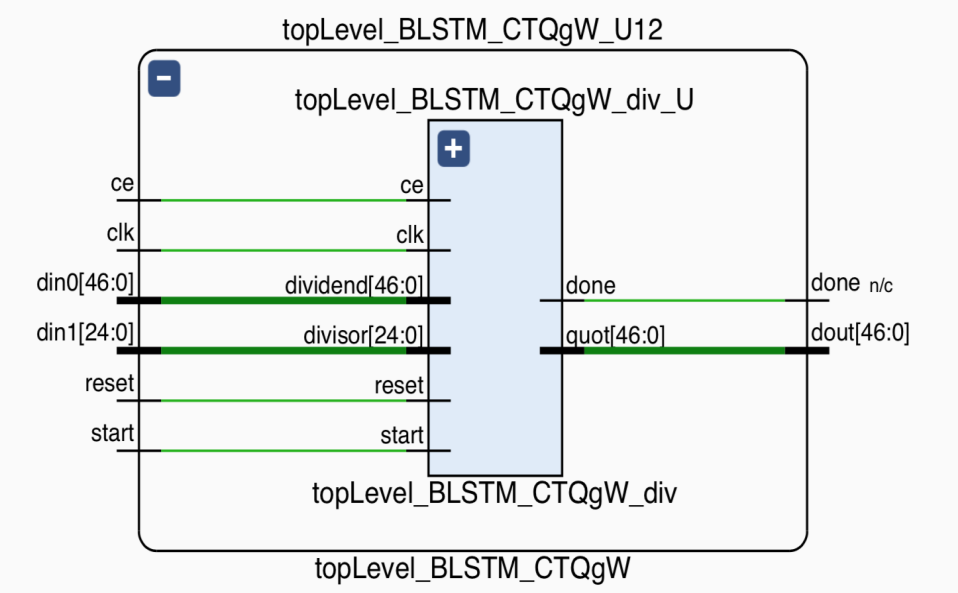 topLevel_BLSTM_CTQgW_U12
topLevel_BLSTM_CTQgW_div_U
ce
ce
clk
clk
din0[46:0]
dividend[46:0]
done
done n/c
din1[24:0]
divisor[24:0]
quot[46:0]
dout[46:0]
reset
reset
start
start
topLevel_BLSTM_CTQgW_div
topLevel_BLSTM_CTQgW